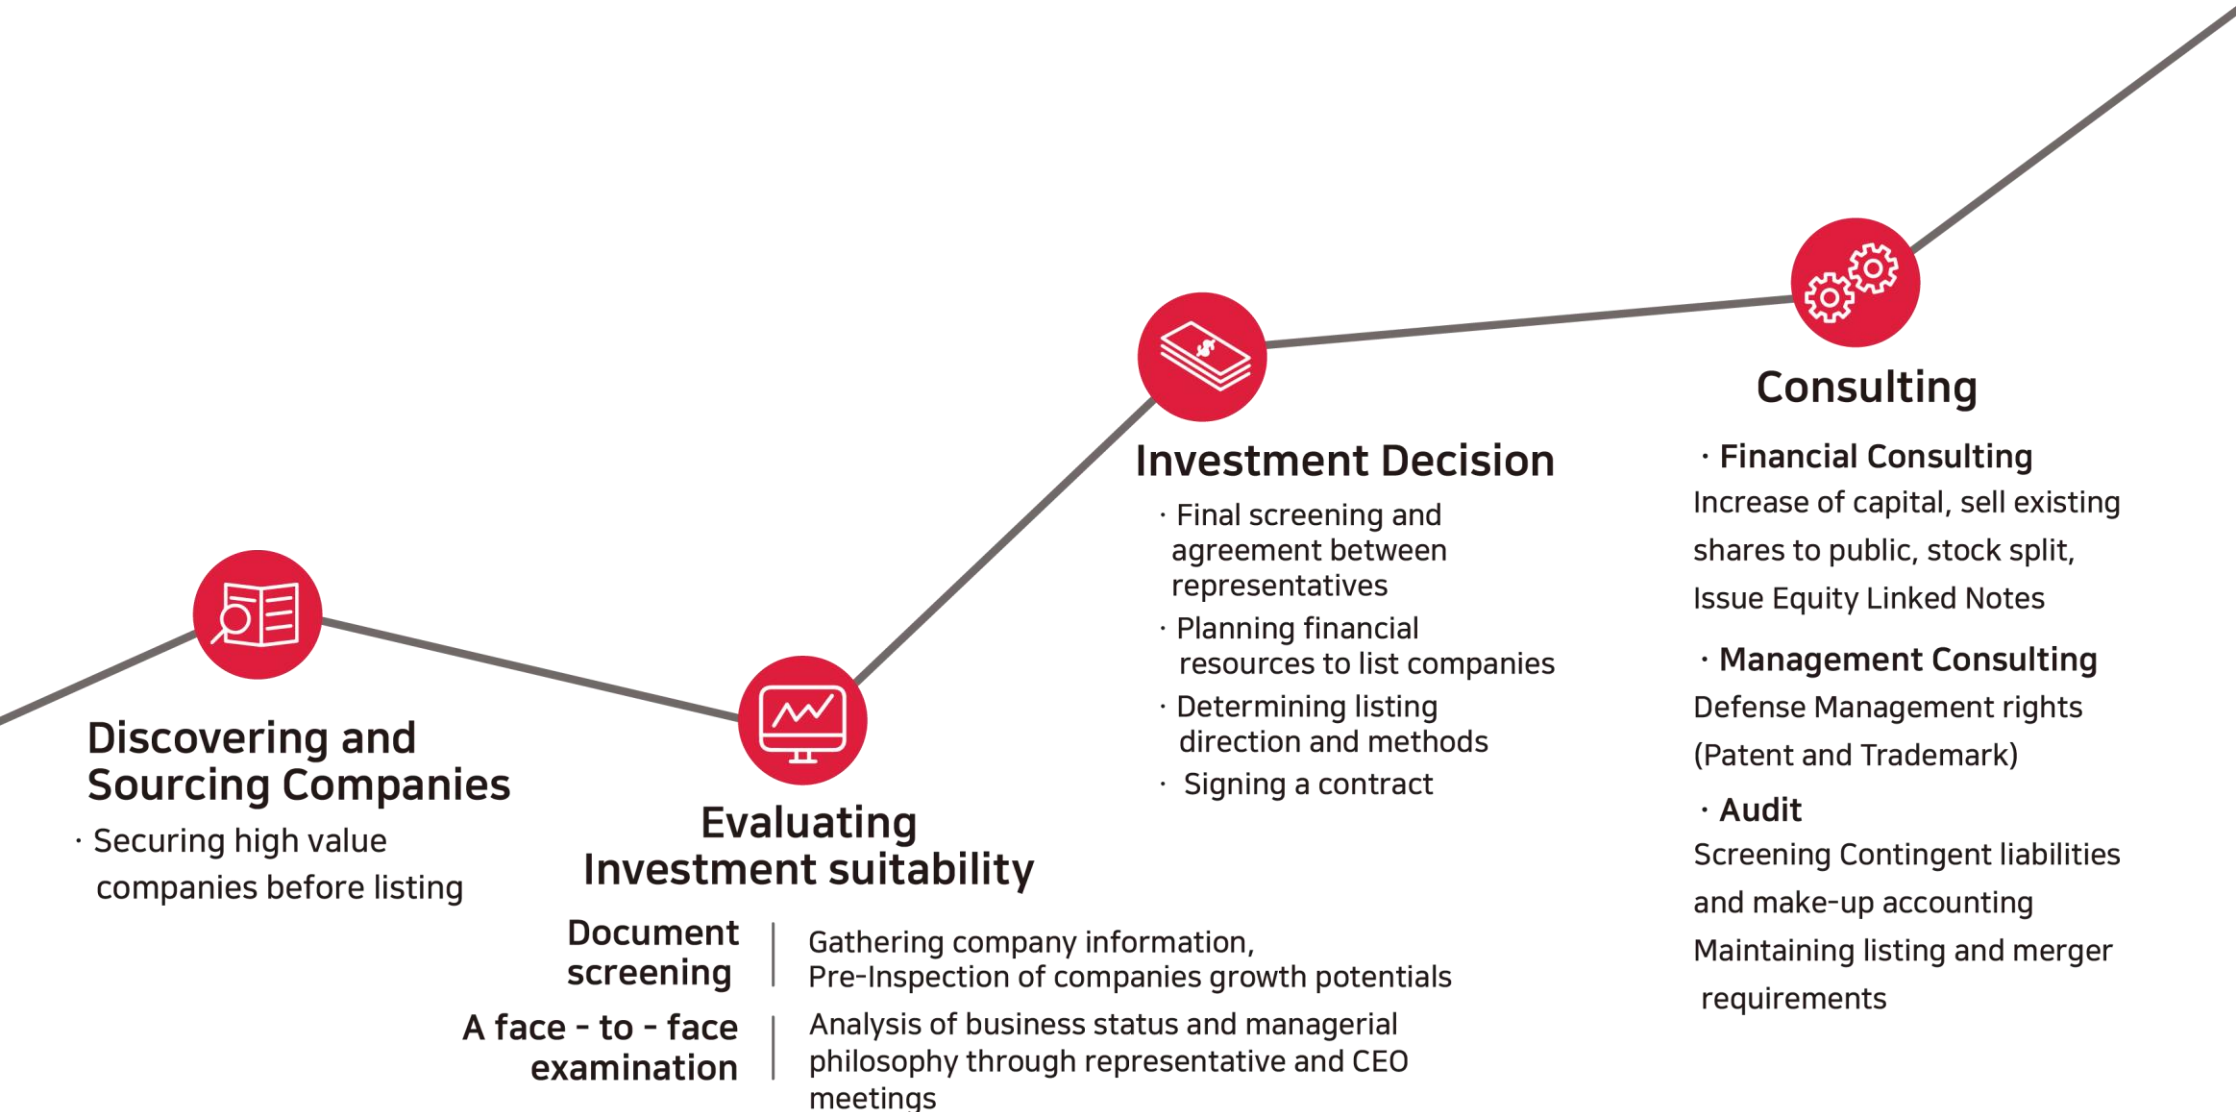 Discovering and
Sourcing Companies
· Securing high value
companies before listing
Evaluating
Investment suitability
Document
screening
Gathering company information,
Pre-Inspection of companies growth potentials
A face - to - face
examination
Analysis of business status and managerial
philosophy through representative and CEO
meetings
Investment Decision
· Final screening and
agreement between
representatives
· Planning financial
resources to list companies
· Determining listing
direction and methods
· Signing a contract
Consulting
· Financial Consulting
Increase of capital, sell existing
shares to public, stock split,
Issue Equity Linked Notes
· Management Consulting
Defense Management rights
(Patent and Trademark)
· Audit
Screening Contingent liabilities
and make-up accounting
Maintaining listing and merger
requirements
$